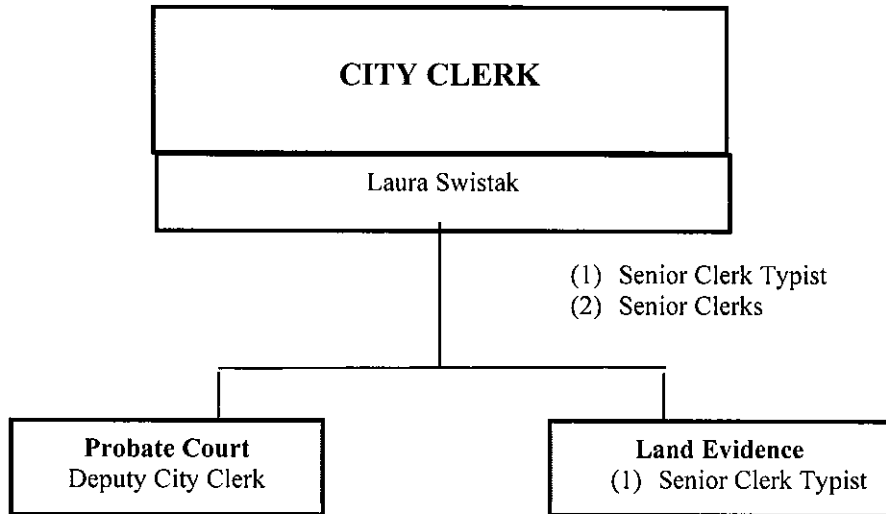 CITY CLERK
Laura Swistak
(1) Senior Clerk Typist
(2) Senior Clerks
Probate Court
Deputy City Clerk
Land Evidence
(1) Senior Clerk Typist